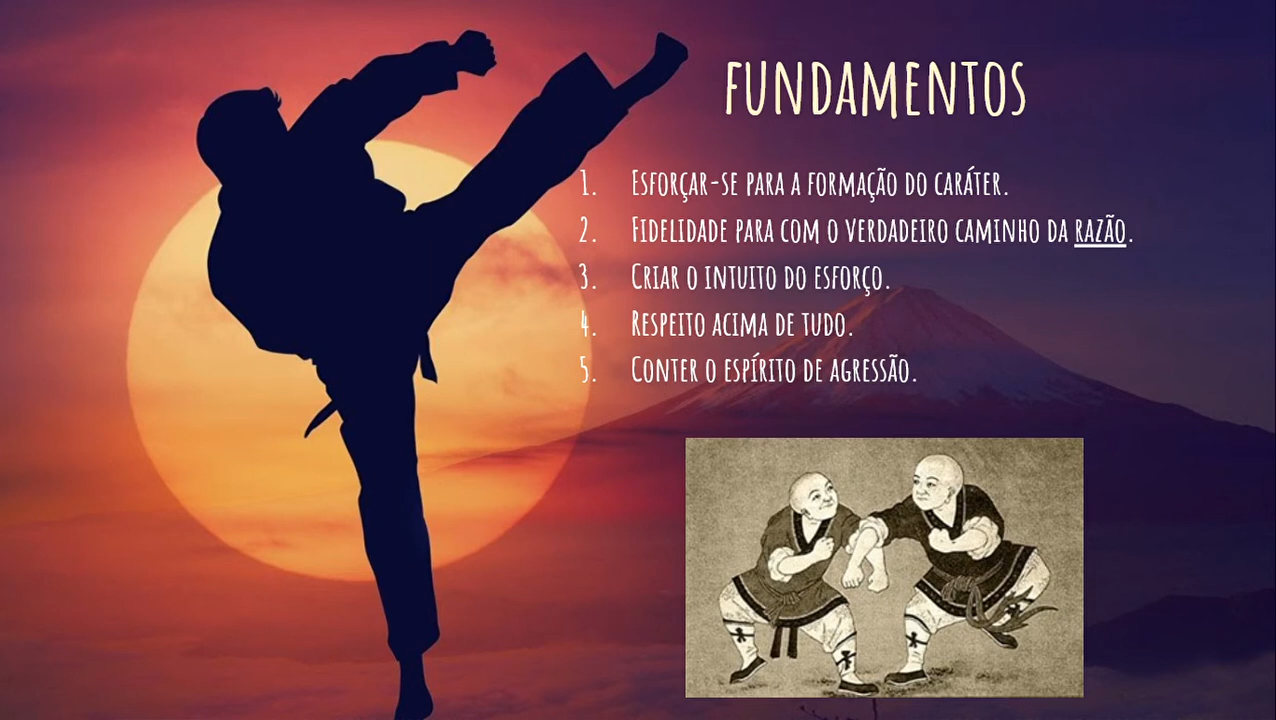 FUNDAMENTOS
1. Esforçar-se para a formação do caráter.
2. Fidelidade para com o verdadeiro caminho da razão.
3. Criar o intuito do esforço.
4. Respeito acima de tudo.
5. Conter o espírito de agressão.